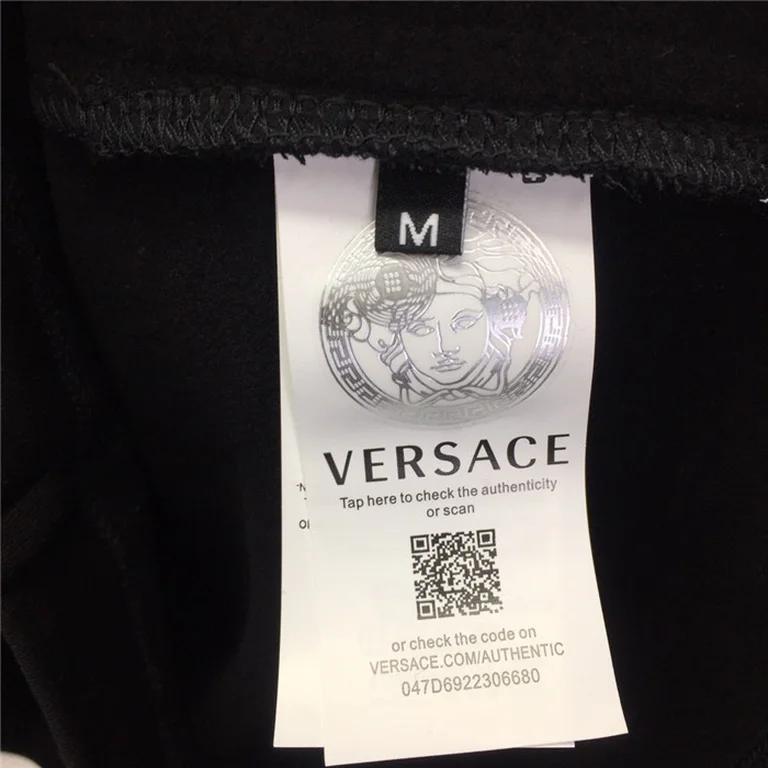 M
VERSACE
Tap here to check the authenticity
or scan
or check the code on
VERSACE.COM/AUTHENTIC
047D6922306680